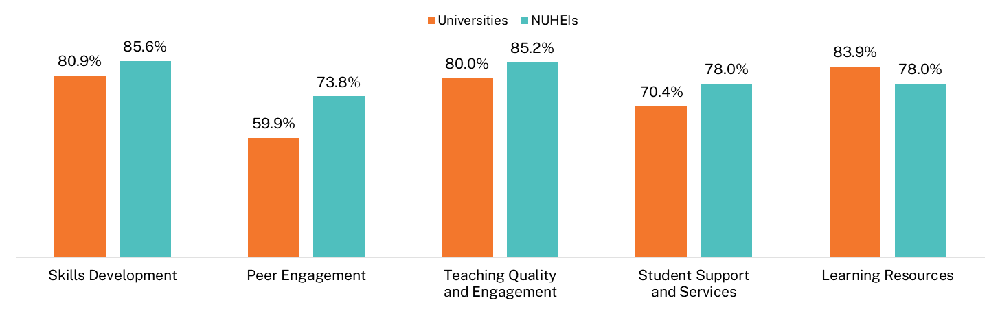 Universities NUHEIs
80.9% 85.6% 59.9% 73.8% 80.0% 85.2% 70.4% 78.0% 83.9% 78.0%
Skills Development
Peer Engagement
Teaching Quality
and Engagement
Student Support
and Services
Learning Resources